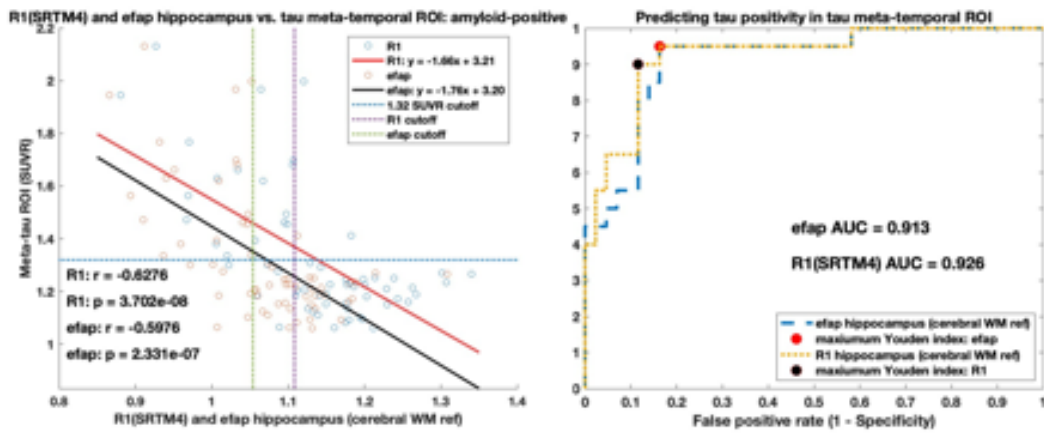 R1(SRTM4) and efap hippocampus vs. tau meta-temporal ROI: amyloid-positive
2.2
2
1.8
1.6
1.4
1.2
1
0.8
0.9
1
1.1
1.2
1.3
1.4
Meta-tau ROI (SUVR)
R1(SRTM4) and efap hippocampus (cerebral WM ref)
R1
R1: y = -1.66x + 3.21
efap
efap: y = -1.76x + 3.20
1.32 SUVR cutoff
R1 cutoff
efap cutoff
R1: r = -0.6276
R1: p = 3.702e-08
efap: r = -0.5976
efap: p = 2.331e-07
Predicting tau positivity in tau meta-temporal ROI
1
9
8
7
6
5
4
3
2
1
0
0
0.1
0.2
0.3
0.4
0.5
0.6
0.7
0.8
0.9
1
False positive rate (1 - Specificity)
efap AUC = 0.913
R1(SRTM4) AUC = 0.926
efap hippocampus (cerebral WM ref)
maxiumum Youden index: efap
R1 hippocampus (cerebral WM ref)
maxiumum Youden index: R1